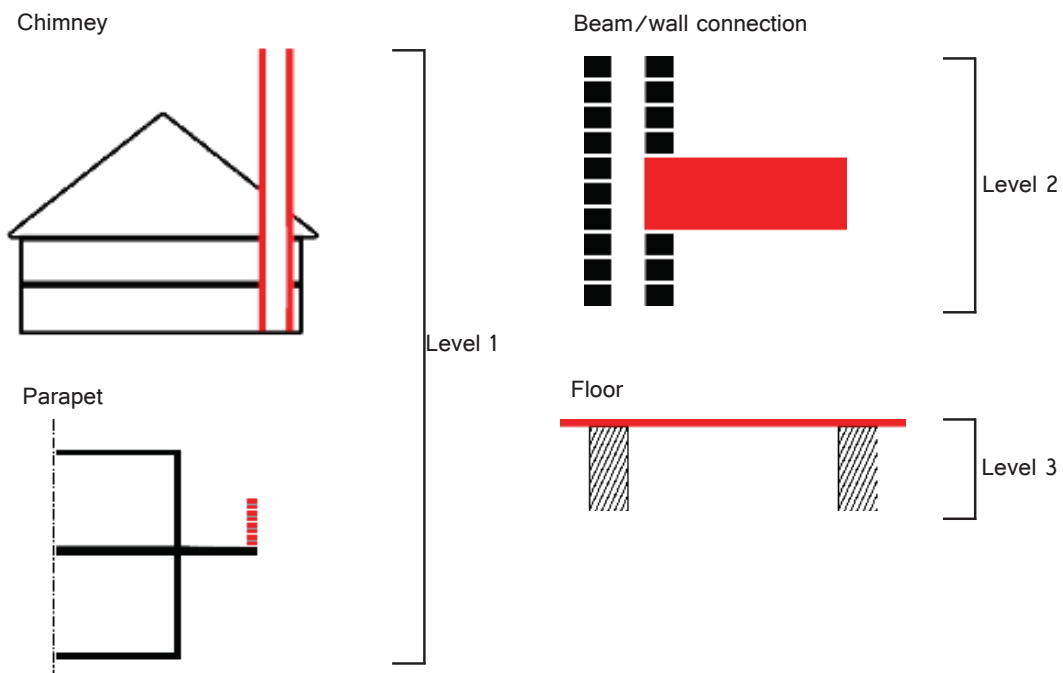 Chimney
Beam/wall connection
Level 2
Level 1
Parapet
Floor
Level 3